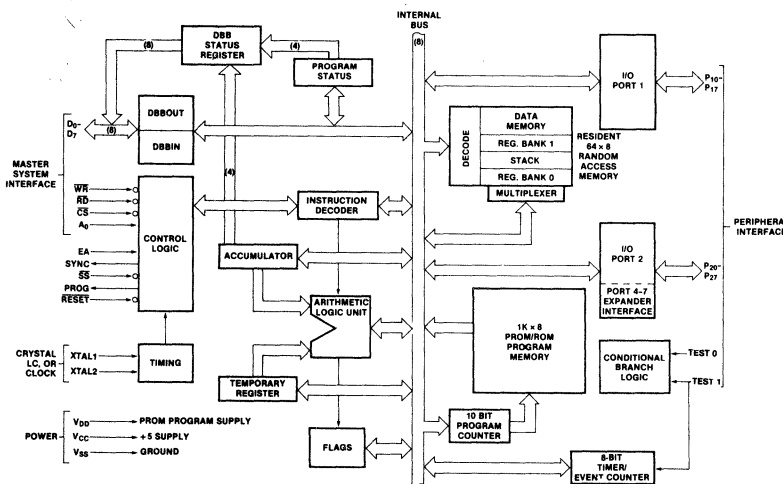 INTERNAL
BUS
(8)
DBB
STATUS
REGISTER
(8)
(4)
PROGRAM
STATUS
I/O
PORT 1
P10-
P17
DBBOUT
DBBIN
D0-
D7
(8)
DECODE
DATA
MEMORY
REG. BANK 1
STACK
REG. BANK 0
MULTIPLEXER
RESIDENT
64 × 8
RANDOM
ACCESS
MEMORY
MASTER
SYSTEM
INTERFACE
WR
RD
CS
A0
CONTROL
LOGIC
(4)
INSTRUCTION
DECODER
PERIPHERA
INTERFACE
EA
SYNC
SS
PROG
RESET
ACCUMULATOR
I/O
PORT 2
PORT 4-7
EXPANDER
INTERFACE
P20-
P27
ARITHMETIC
LOGIC UNIT
1K × 8
PROM/ROM
PROGRAM
MEMORY
CRYSTAL
LC, OR
CLOCK
XTAL1
XTAL2
TIMING
CONDITIONAL
BRANCH
LOGIC
TEST 0
TEST 1
TEMPORARY
REGISTER
POWER
VDD
PROM PROGRAM SUPPLY
VCC
+5 SUPPLY
VSS
GROUND
FLAGS
10 BIT
PROGRAM
COUNTER
8-BIT
TIMER/
EVENT COUNTER